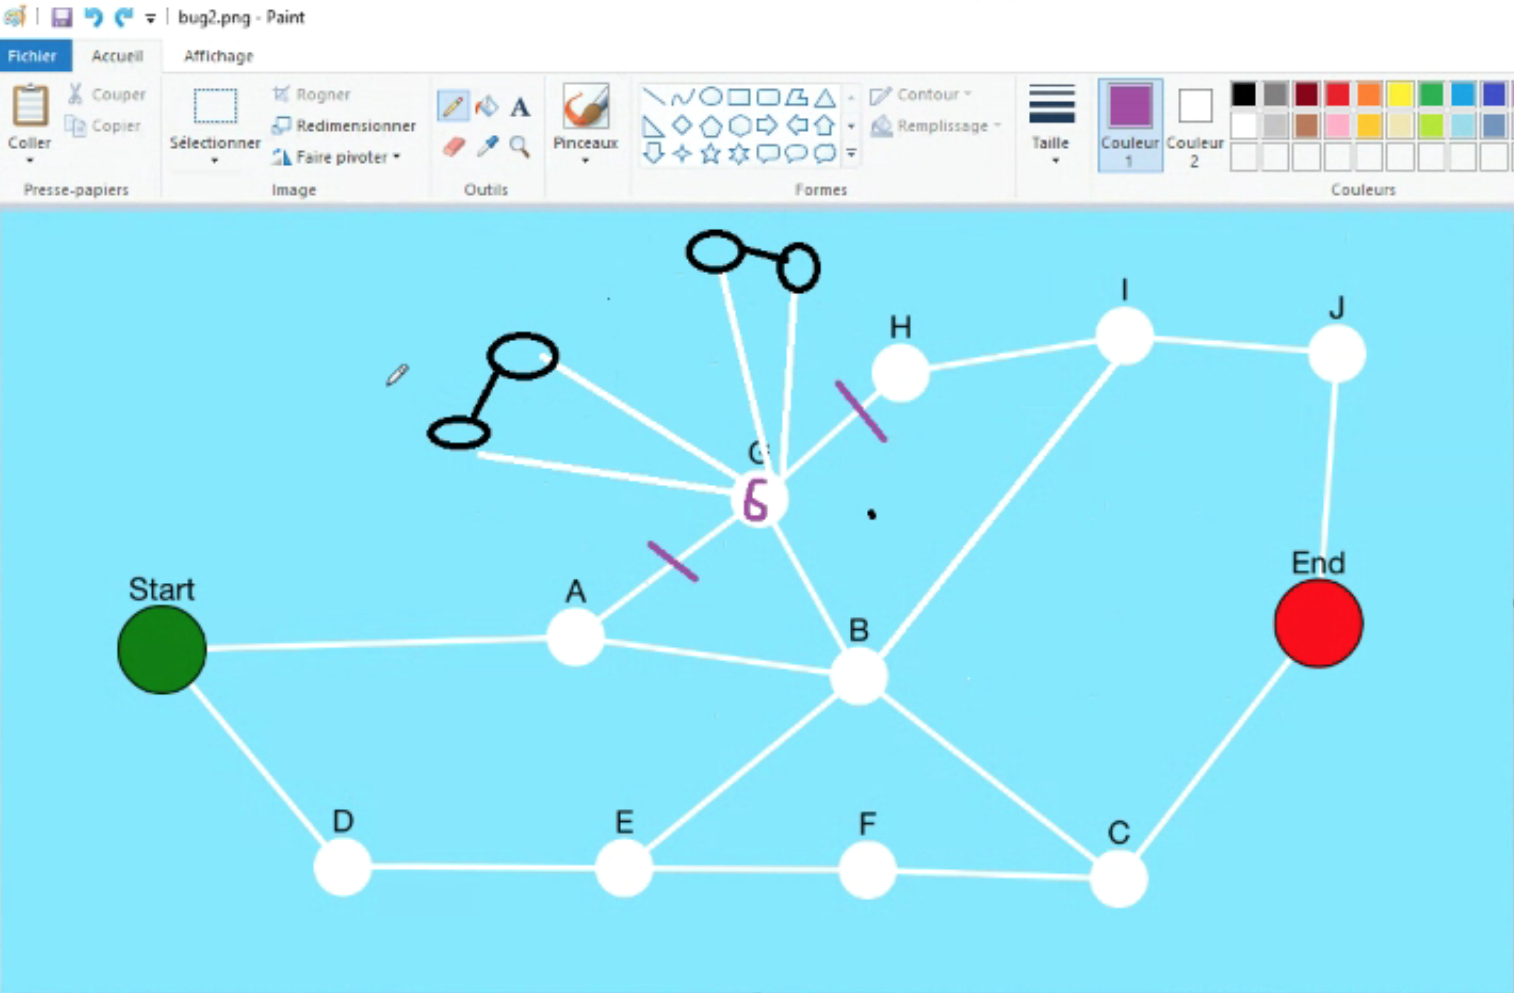 bug2.png - Paint
Fichier Accueil Affichage
Coller
Couper
Copier
Presse-papiers
Sélectionner
Rogner
Redimensionner
Faire pivoter
Image
A
Outils
Pinceaux
Contour
Remplissage
Formes
Taille
Couleur 1
Couleur 2
Couleurs
I
J
H
G
G
End
Start
A
B
D
E
F
C